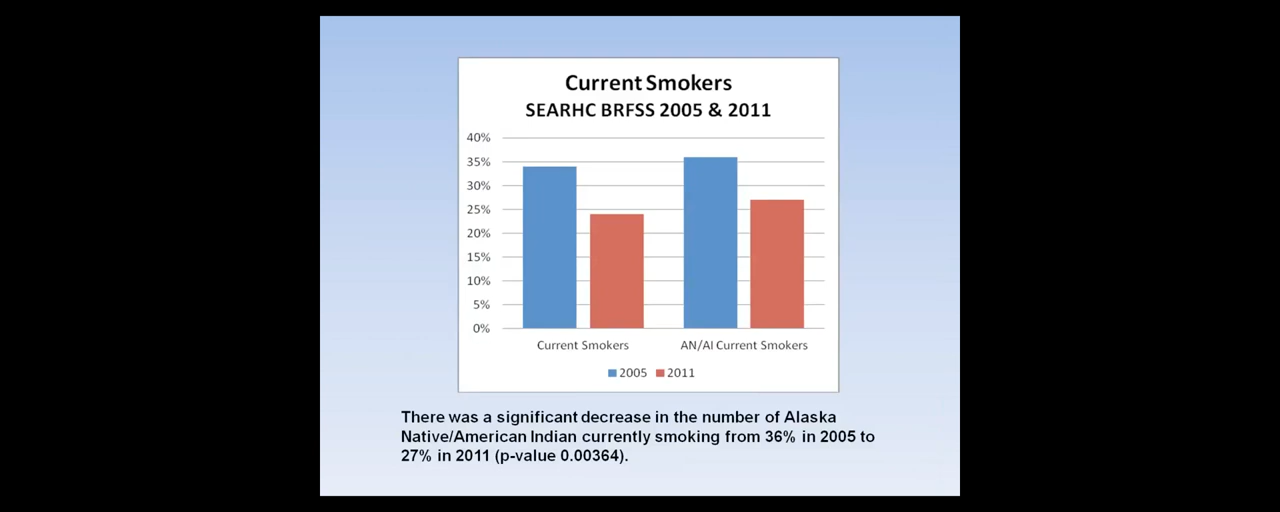 Current Smokers
SEARHC BRFSS 2005 & 2011
40%
35%
30%
25%
20%
15%
10%
5%
0%
Current Smokers
AN/AI Current Smokers
2005
2011
There was a significant decrease in the number of Alaska
Native/American Indian currently smoking from 36% in 2005 to
27% in 2011 (p-value 0.00364).